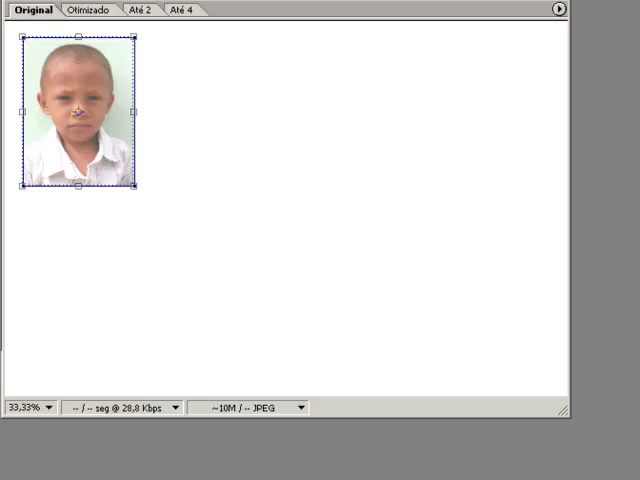 Original Otimizado Até 2 Até 4
33,33% -- / -- seg @ 28,8 Kbps ~10M / -- JPEG